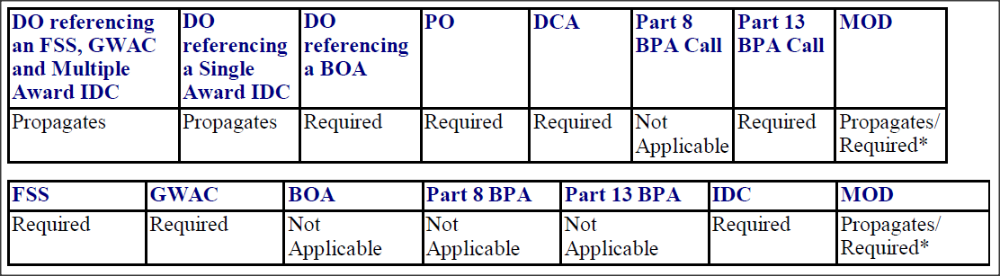 DO referencing an FSS, GWAC and Multiple Award IDC
DO referencing a Single Award IDC
DO referencing a BOA
PO
DCA
Part 8 BPA Call
Part 13 BPA Call
MOD
Propagates
Propagates
Required
Required
Required
Not Applicable
Required
Propagates/ Required*
FSS
GWAC
BOA
Part 8 BPA
Part 13 BPA
IDC
MOD
Required
Required
Not Applicable
Not Applicable
Not Applicable
Required
Propagates/ Required*